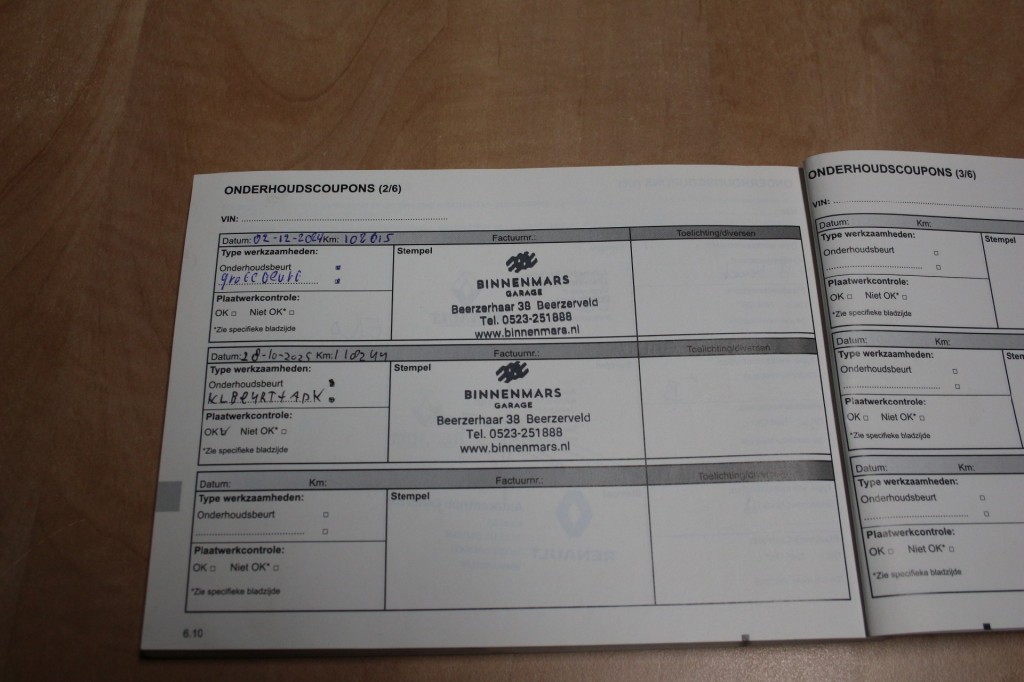 ONDERHOUDSCOUPONS (2/6)
VIN:
Datum: 02-12-2024 Km: 108015 Factuurnr.: Toelichting/diversen
Type werkzaamheden:
Onderhoudsbeurt
grote beurt
Plaatwerkcontrole:
OK Niet OK*
*Zie specifieke bladzijde
Stempel
BINNENMARS
GARAGE
Beerzerhaar 38 Beerzerveld
Tel. 0523-251888
www.binnenmars.nl
Datum: 28-10-2025 Km: 118244 Factuurnr.: Toelichting/diversen
Type werkzaamheden:
Onderhoudsbeurt
KLBEURT+APK
Plaatwerkcontrole:
OK Niet OK*
*Zie specifieke bladzijde
Stempel
BINNENMARS
GARAGE
Beerzerhaar 38 Beerzerveld
Tel. 0523-251888
www.binnenmars.nl
Datum: Km: Factuurnr.: Toelichting/diversen
Type werkzaamheden:
Onderhoudsbeurt
Plaatwerkcontrole:
OK Niet OK*
*Zie specifieke bladzijde
Stempel
RENAULT
6.10
ONDERHOUDSCOUPONS (3/6)
VIN:
Datum: Km:
Type werkzaamheden:
Onderhoudsbeurt
Plaatwerkcontrole:
OK Niet OK*
*Zie specifieke bladzijde
Stempel
Datum: Km:
Type werkzaamheden:
Onderhoudsbeurt
Plaatwerkcontrole:
OK Niet OK*
*Zie specifieke bladzijde
Stem
Datum: Km:
Type werkzaamheden:
Onderhoudsbeurt
Plaatwerkcontrole:
OK Niet OK*
*Zie specifieke bladzijde